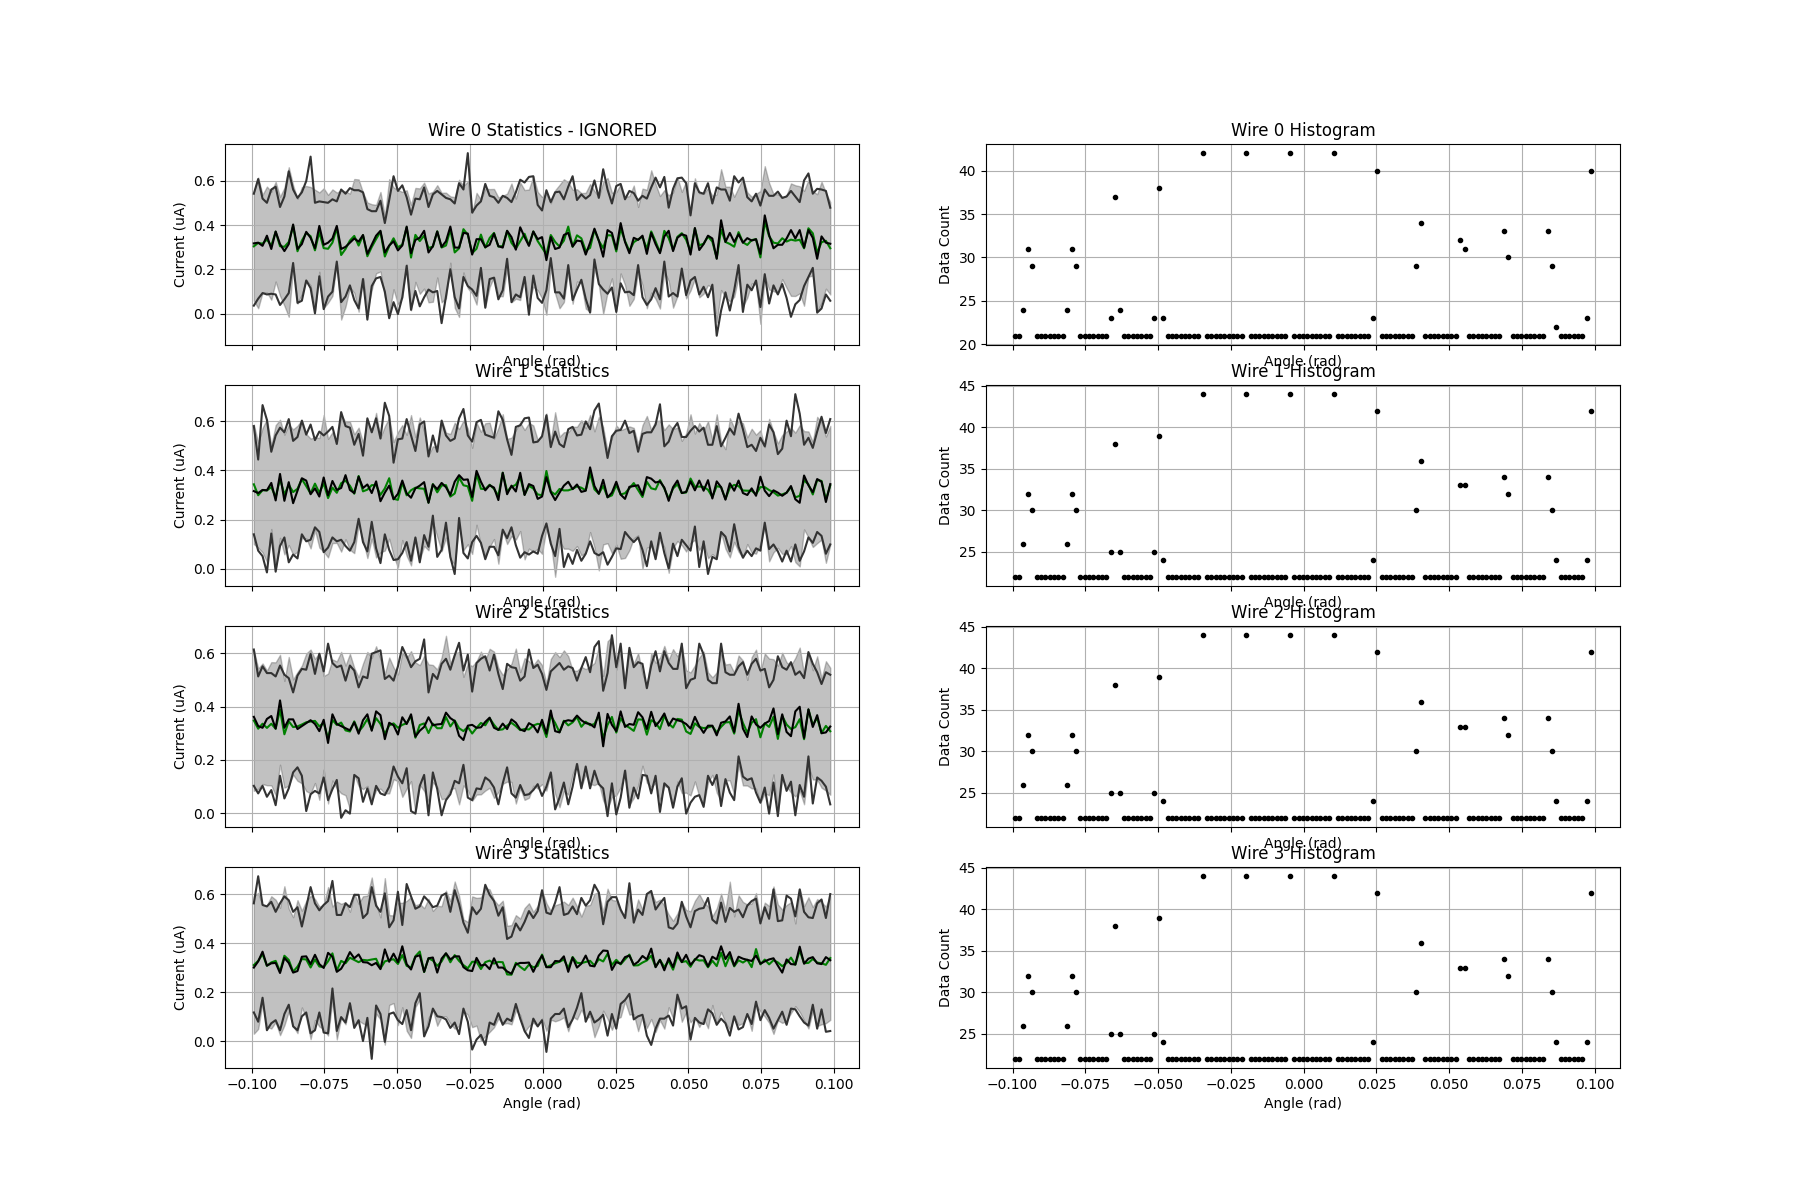 Wire 0 Statistics - IGNORED
Current (uA)
0.6
0.4
0.2
0.0
Angle (rad)
Wire 0 Histogram
Data Count
40
35
30
25
20
Angle (rad)
Wire 1 Statistics
Current (uA)
0.6
0.4
0.2
0.0
Angle (rad)
Wire 1 Histogram
Data Count
45
40
35
30
25
Angle (rad)
Wire 2 Statistics
Current (uA)
0.6
0.4
0.2
0.0
Angle (rad)
Wire 2 Histogram
Data Count
45
40
35
30
25
Angle (rad)
Wire 3 Statistics
Current (uA)
0.6
0.4
0.2
0.0
−0.100 −0.075 −0.050 −0.025 0.000 0.025 0.050 0.075 0.100
Angle (rad)
Wire 3 Histogram
Data Count
45
40
35
30
25
−0.100 −0.075 −0.050 −0.025 0.000 0.025 0.050 0.075 0.100
Angle (rad)